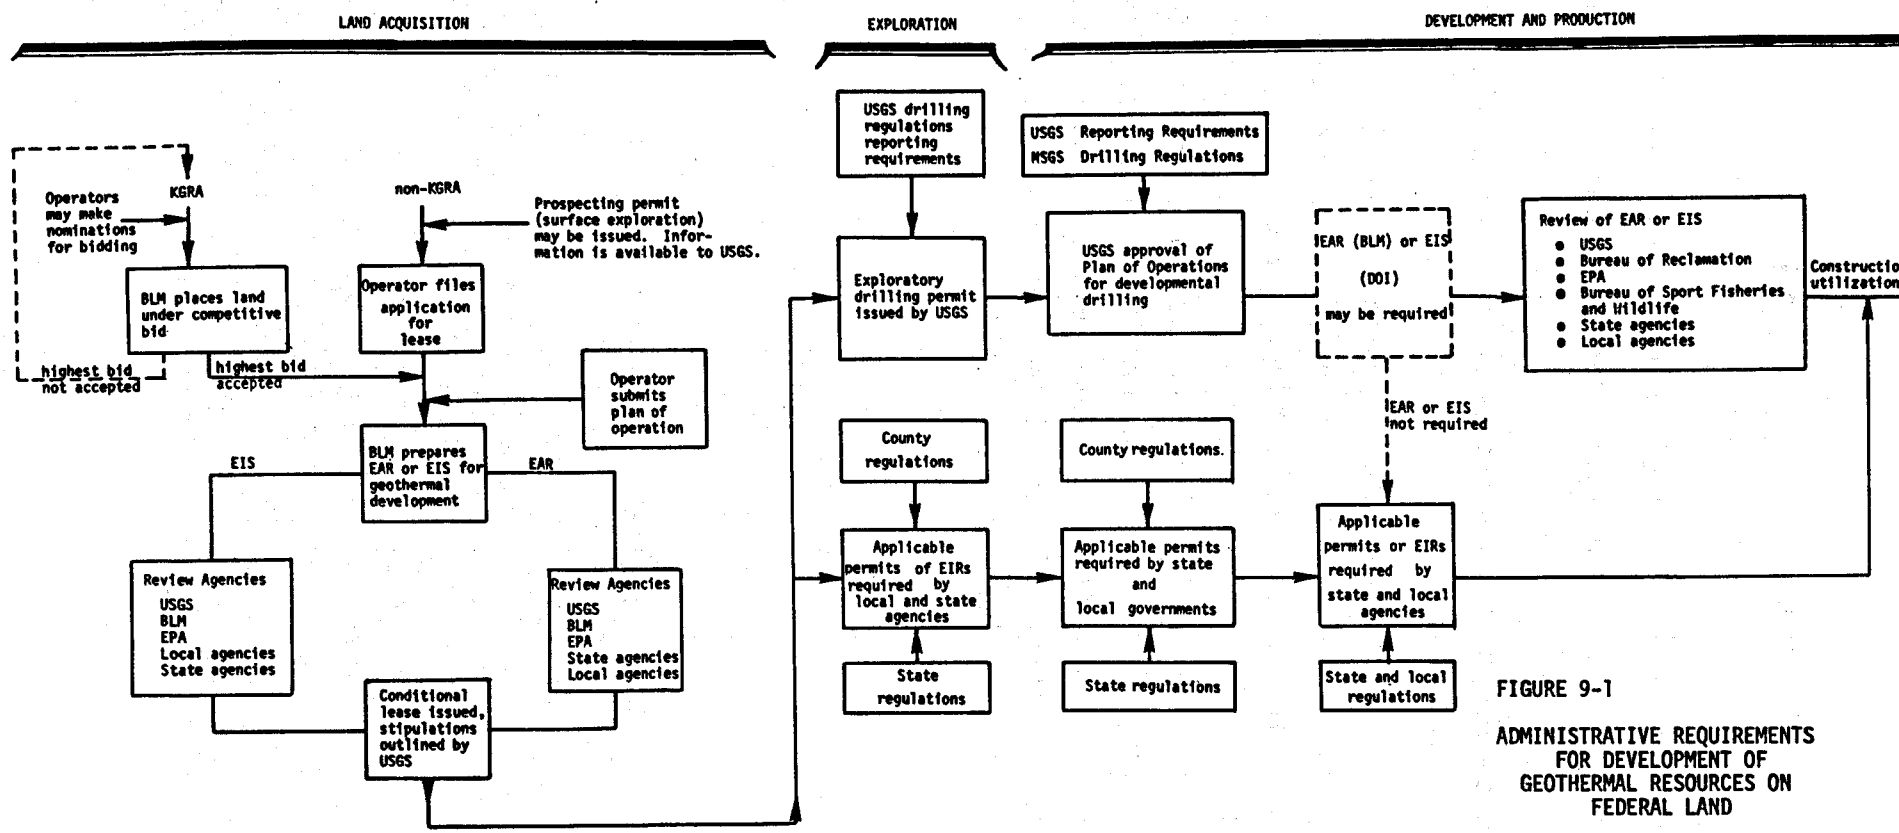 LAND ACQUISITION
EXPLORATION
DEVELOPMENT AND PRODUCTION
KGRA
Operators
may make
nominations
for bidding
BLM places land
under competitive
bid
highest bid
not accepted
highest bid
accepted
non-KGRA
Prospecting permit
(surface exploration)
may be issued. Infor-
mation is available to USGS.
Operator files
application
for
lease
Operator
submits
plan of
operation
BLM prepares
EAR or EIS for
geothermal
development
EIS
EAR
Review Agencies
USGS
BLM
EPA
Local agencies
State agencies
Review Agencies
USGS
BLM
EPA
State agencies
Local agencies
Conditional
lease issued,
stipulations
outlined by
USGS
USGS drilling
regulations
reporting
requirements
Exploratory
drilling permit
issued by USGS
County
regulations
Applicable
permits of EIRs
required by
local and state
agencies
State
regulations
USGS Reporting Requirements
MSGS Drilling Regulations
USGS approval of
Plan of Operations
for developmental
drilling
County regulations.
Applicable permits
required by state
and
local governments
State regulations
EAR (BLM) or EIS
(DOI)
may be required
EAR or EIS
not required
Applicable
permits or EIRs
required by
state and local
agencies
State and local
regulations
Review of EAR or EIS
● USGS
● Bureau of Reclamation
● EPA
● Bureau of Sport Fisheries
and Wildlife
● State agencies
● Local agencies
Constructio
utilization
FIGURE 9-1
ADMINISTRATIVE REQUIREMENTS
FOR DEVELOPMENT OF
GEOTHERMAL RESOURCES ON
FEDERAL LAND